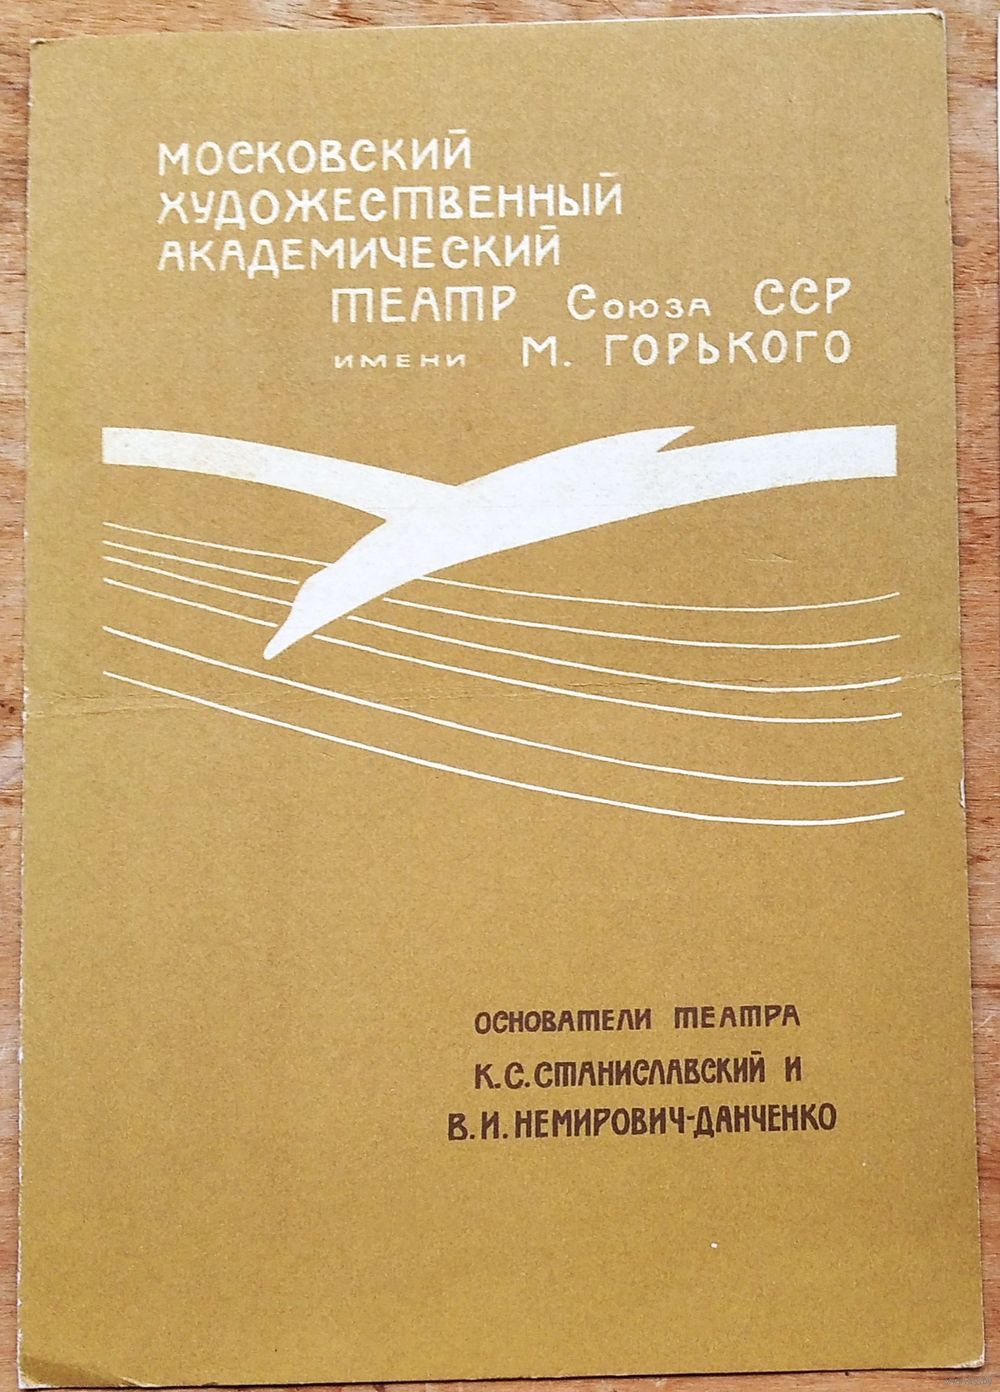 МОСКОВСКИЙ
ХУДОЖЕСТВЕННЫЙ
АКАДЕМИЧЕСКИЙ
ТЕАТР Союза ССР
ИМЕНИ М. ГОРЬКОГО
ОСНОВАТЕЛИ ТЕАТРА
К.С.СТАНИСЛАВСКИЙ И
В.И.НЕМИРОВИЧ-ДАНЧЕНКО